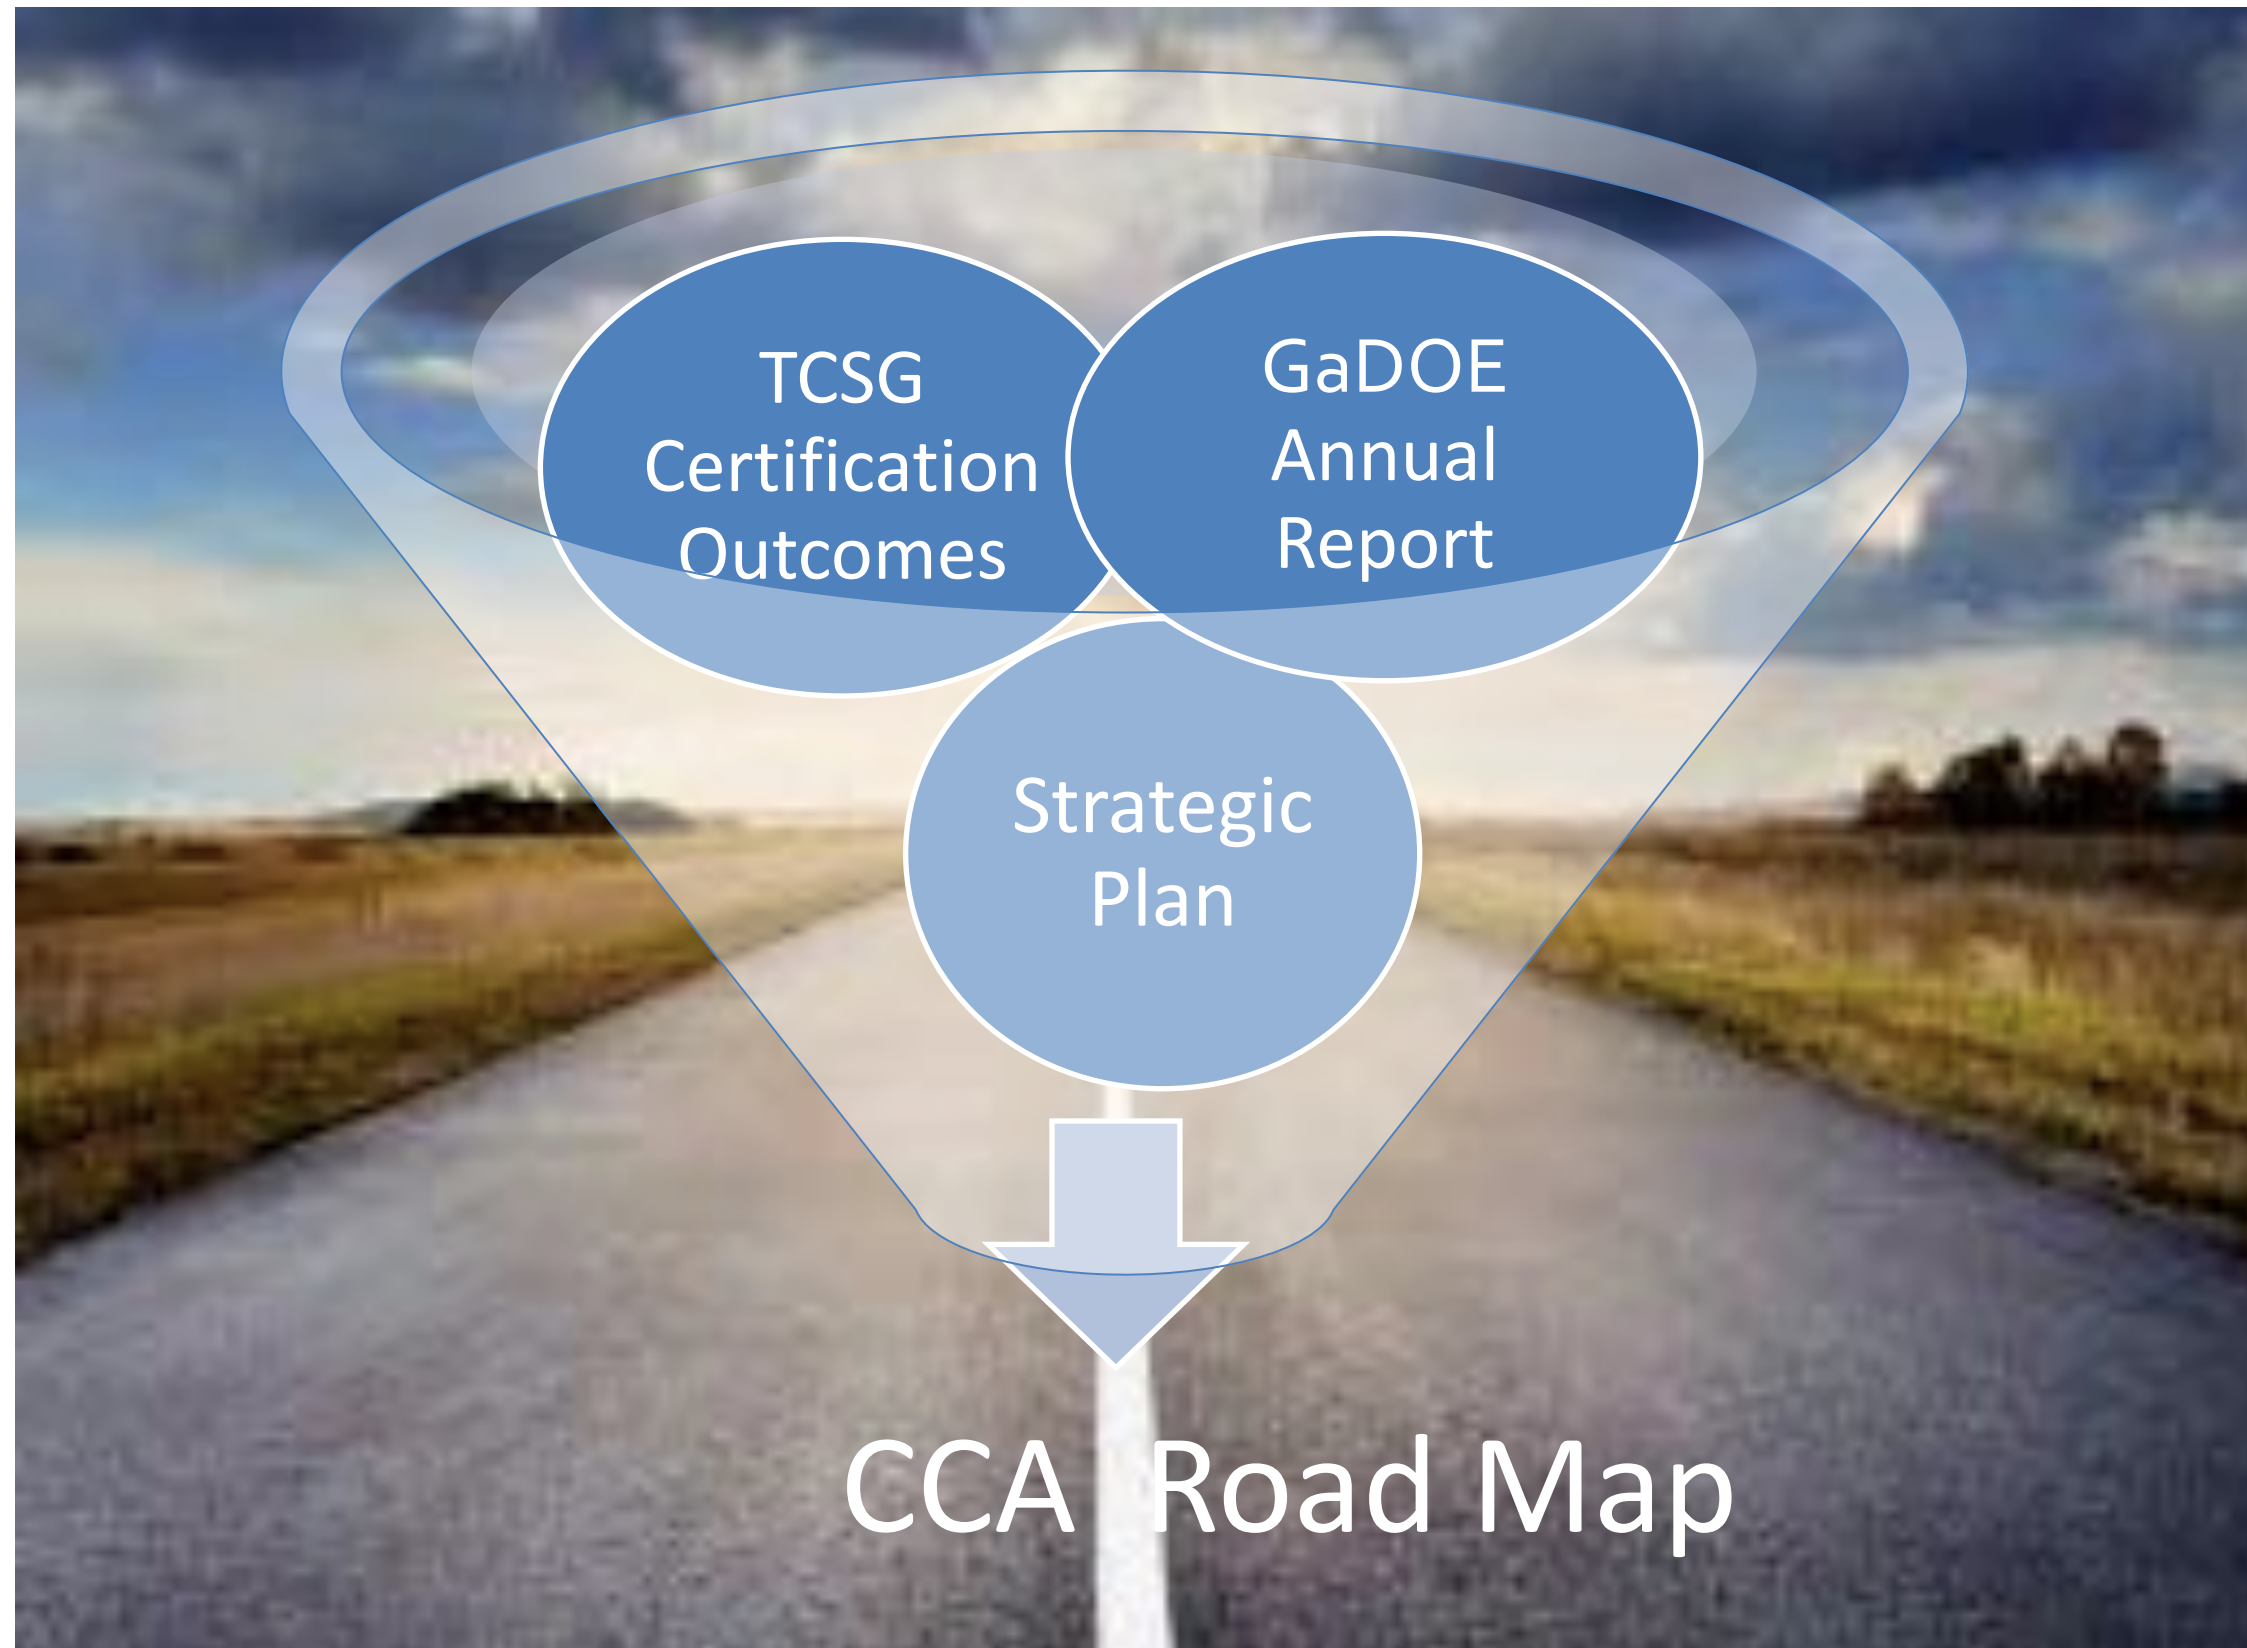 TCSG
Certification
Outcomes
GaDOE
Annual
Report
Strategic
Plan
CCA Road Map